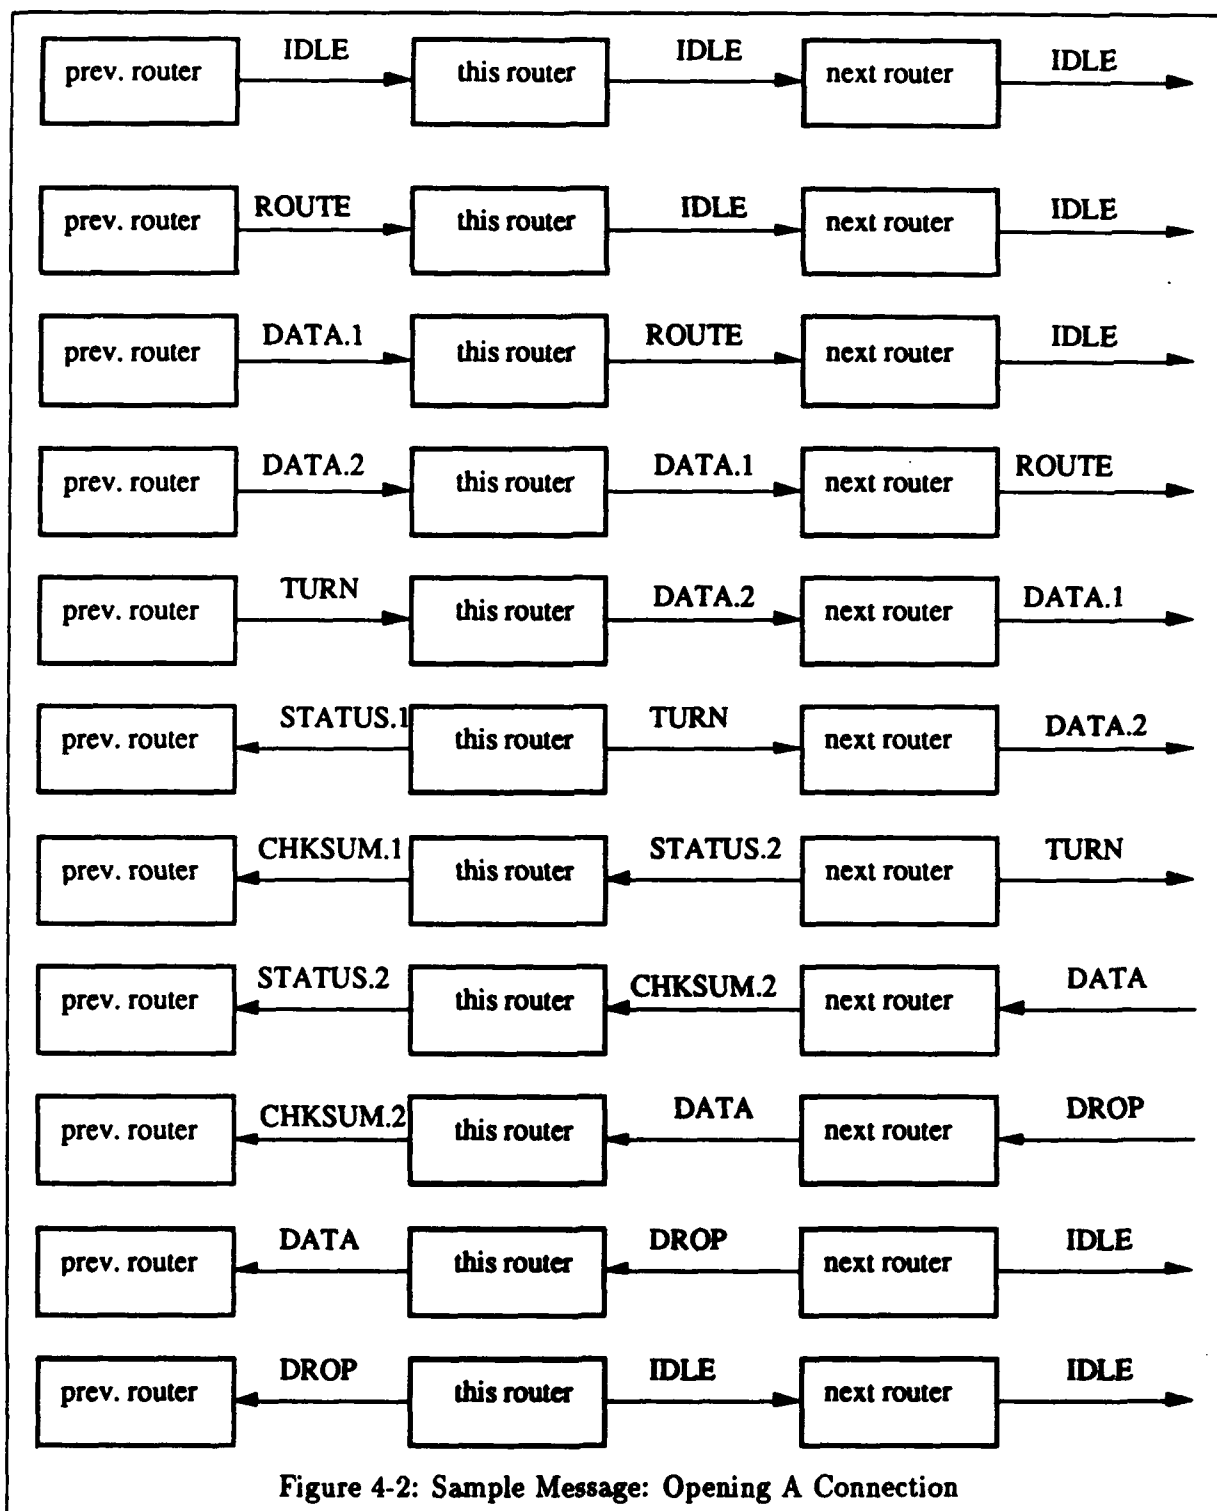 IDLE IDLE IDLE
prev. router this router next router
ROUTE IDLE IDLE
prev. router this router next router
DATA.1 ROUTE IDLE
prev. router this router next router
DATA.2 DATA.1 ROUTE
prev. router this router next router
TURN DATA.2 DATA.1
prev. router this router next router
STATUS.1 TURN DATA.2
prev. router this router next router
CHKSUM.1 STATUS.2 TURN
prev. router this router next router
STATUS.2 CHKSUM.2 DATA
prev. router this router next router
CHKSUM.2 DATA DROP
prev. router this router next router
DATA DROP IDLE
prev. router this router next router
DROP IDLE IDLE
prev. router this router next router
Figure 4-2: Sample Message: Opening A Connection